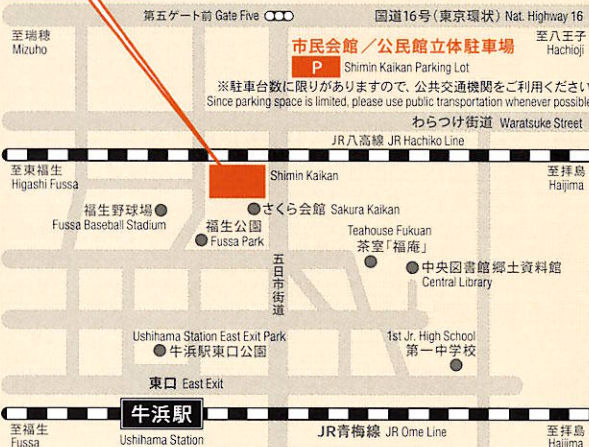 第五ゲート前 Gate Five
国道16号(東京環状) Nat. Highway 16
至瑞穂
Mizuho
至八王子
Hachioji
市民会館／公民館立体駐車場
P Shimin Kaikan Parking Lot
※駐車台数に限りがありますので、公共交通機関をご利用ください
Since parking space is limited, please use public transportation whenever possible
わらつけ街道 Waratsuke Street
JR八高線 JR Hachiko Line
至東福生
Higashi Fussa
Shimin Kaikan
至拝島
Haijima
福生野球場
Fussa Baseball Stadium
さくら会館 Sakura Kaikan
福生公園
Fussa Park
五日市街道
Teahouse Fukuan
茶室「福庵」
中央図書館郷土資料館
Central Library
Ushihama Station East Exit Park
牛浜駅東口公園
1st Jr. High School
第一中学校
東口 East Exit
牛浜駅
Ushihama Station
至福生
Fussa
JR青梅線 JR Ome Line
至拝島
Haijima